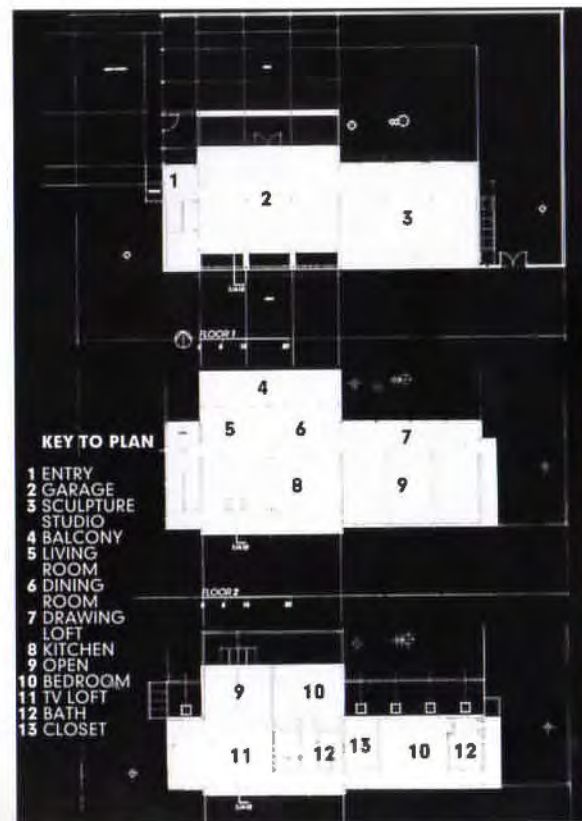 1
2
3
FLOOR 1
4
5 6 7
8 9
KEY TO PLAN
1 ENTRY
2 GARAGE
3 SCULPTURE
STUDIO
4 BALCONY
5 LIVING
ROOM
6 DINING
ROOM
7 DRAWING
LOFT
8 KITCHEN
9 OPEN
10 BEDROOM
11 TV LOFT
12 BATH
13 CLOSET
FLOOR 2
9 10
11 12 13 10 12